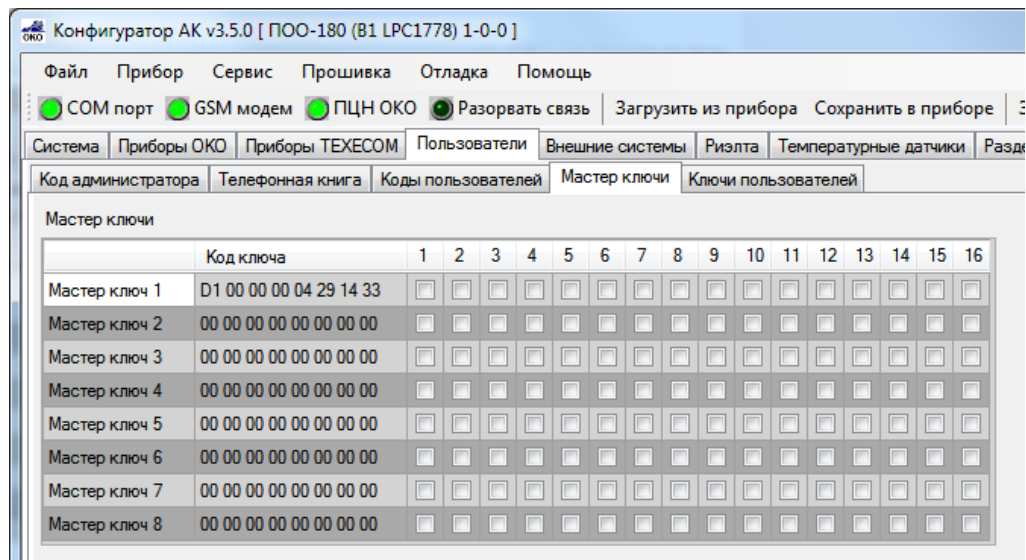 Конфигуратор АК v3.5.0 [ ПОО-180 (B1 LPC1778) 1-0-0 ]
Файл Прибор Сервис Прошивка Отладка Помощь
COM порт GSM модем ПЦН ОКО Разорвать связь Загрузить из прибора Сохранить в приборе
Система Приборы ОКО Приборы TEXECOM Пользователи Внешние системы Риэлта Температурные датчики Разде
Код администратора Телефонная книга Коды пользователей Мастер ключи Ключи пользователей
Мастер ключи
Код ключа 1 2 3 4 5 6 7 8 9 10 11 12 13 14 15 16
Мастер ключ 1 D1 00 00 00 04 29 14 33
Мастер ключ 2 00 00 00 00 00 00 00 00
Мастер ключ 3 00 00 00 00 00 00 00 00
Мастер ключ 4 00 00 00 00 00 00 00 00
Мастер ключ 5 00 00 00 00 00 00 00 00
Мастер ключ 6 00 00 00 00 00 00 00 00
Мастер ключ 7 00 00 00 00 00 00 00 00
Мастер ключ 8 00 00 00 00 00 00 00 00